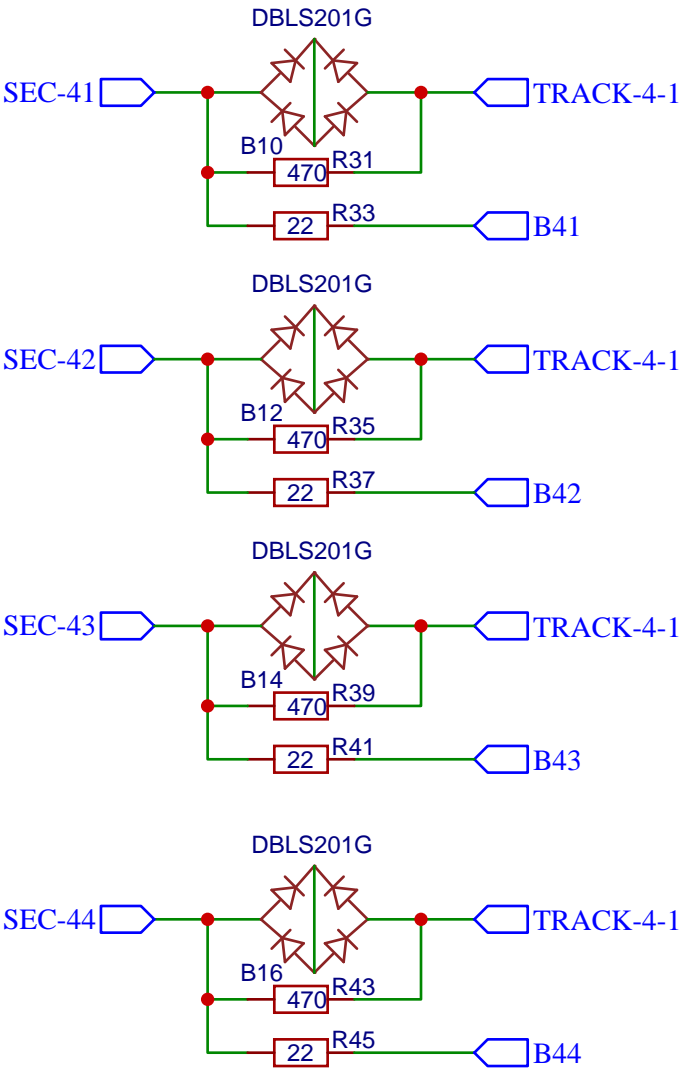 DBLS201G
SEC-41 TRACK-4-1
B10 R31
470
R33
22 B41
DBLS201G
SEC-42 TRACK-4-1
B12 R35
470
R37
22 B42
DBLS201G
SEC-43 TRACK-4-1
B14 R39
470
R41
22 B43
DBLS201G
SEC-44 TRACK-4-1
B16 R43
470
R45
22 B44